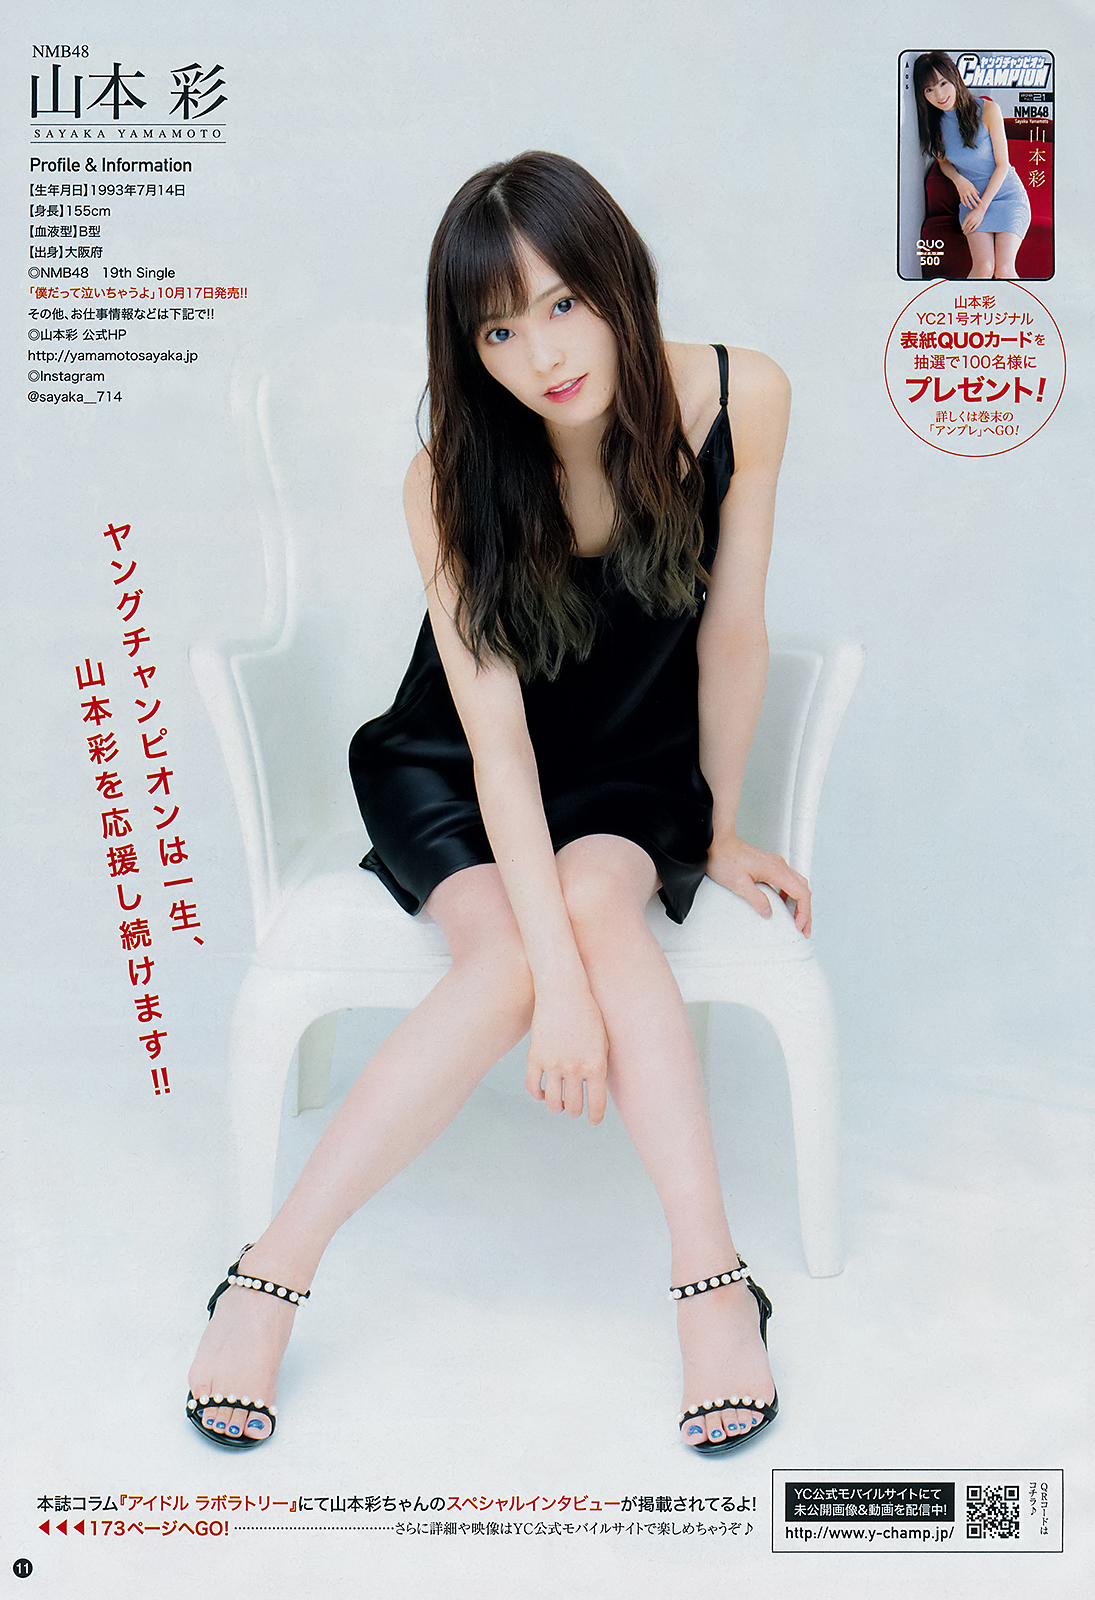 NMB48
山本 彩
SAYAKA YAMAMOTO
Profile & Information
【生年月日】1993年7月14日
【身長】155cm
【血液型】B型
【出身】大阪府
◎NMB48 19th Single
「僕だって泣いちゃうよ」10月17日発売!!
その他、お仕事情報などは下記で!!
◎山本彩 公式HP
http://yamamotosayaka.jp
◎Instagram
@sayaka__714
ヤングチャンピオン
CHAMPION
21
NMB48
Sayaka Yamamoto
山本彩
QUO
CARD
500
山本彩
YC21号オリジナル
表紙QUOカードを
抽選で100名様に
プレゼント!
詳しくは巻末の
「アンプレ」へGO!
ヤングチャンピオンは一生、
山本彩を応援し続けます!!
本誌コラム『アイドル ラボラトリー』にて山本彩ちゃんのスペシャルインタビューが掲載されてるよ!
◀◀◀173ページへGO! ……………………………さらに詳細や映像はYC公式モバイルサイトで楽しめちゃうぞ♪
YC公式モバイルサイトにて
未公開画像&動画を配信中!
http://www.y-champ.jp/
QRコードは
コチラ♪
11